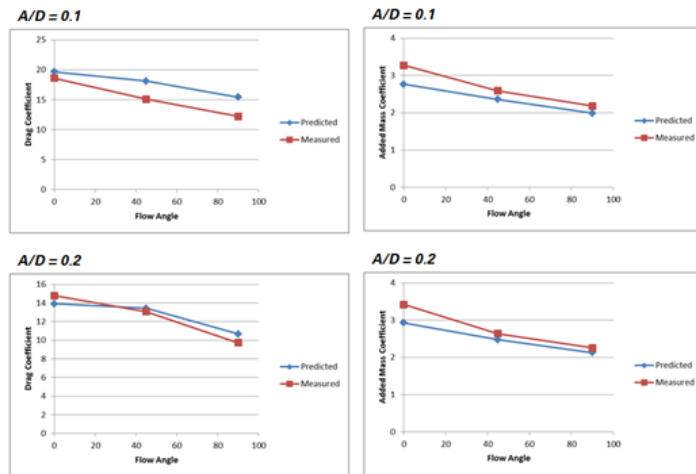 A/D = 0.1
25
20
15
10
5
0
Drag Coefficient
0 20 40 60 80 100
Flow Angle
Predicted
Measured
A/D = 0.1
4
3
2
1
0
Added Mass Coefficient
0 20 40 60 80 100
Flow Angle
Predicted
Measured
A/D = 0.2
16
14
12
10
8
6
4
2
0
Drag Coefficient
0 20 40 60 80 100
Flow Angle
Predicted
Measured
A/D = 0.2
4
3
2
1
0
Added Mass Coefficient
0 20 40 60 80 100
Flow Angle
Predicted
Measured